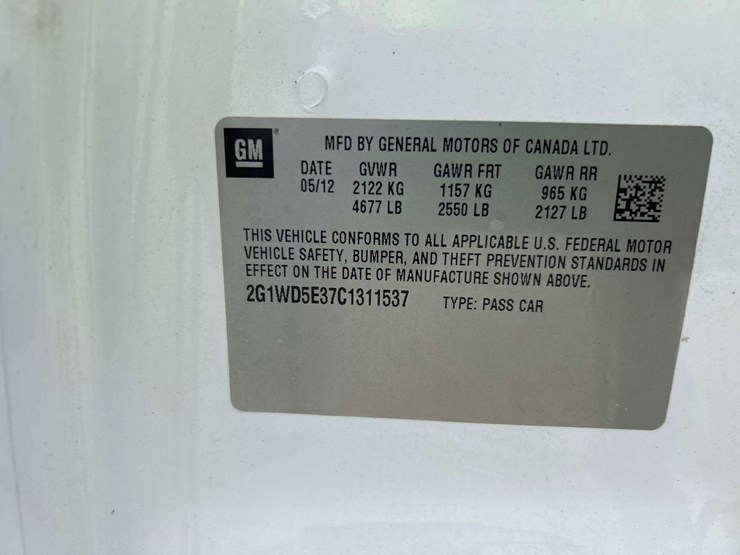 GM ®
MFD BY GENERAL MOTORS OF CANADA LTD.
DATE GVWR GAWR FRT GAWR RR
05/12 2122 KG 1157 KG 965 KG
4677 LB 2550 LB 2127 LB
THIS VEHICLE CONFORMS TO ALL APPLICABLE U.S. FEDERAL MOTOR
VEHICLE SAFETY, BUMPER, AND THEFT PREVENTION STANDARDS IN
EFFECT ON THE DATE OF MANUFACTURE SHOWN ABOVE.
2G1WD5E37C1311537 TYPE: PASS CAR